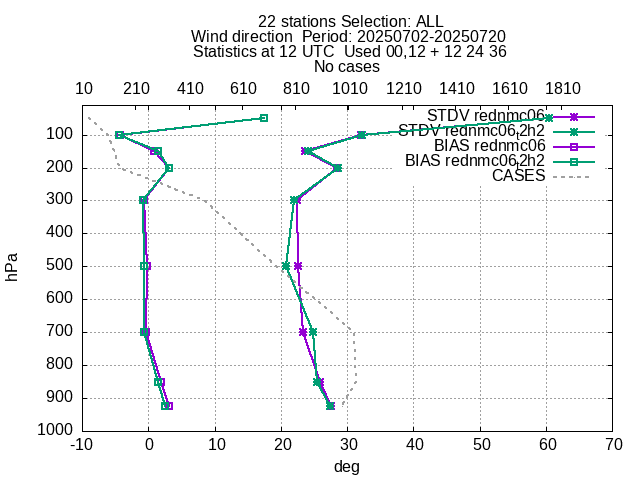 22 stations Selection: ALL
Wind direction  Period: 20250702-20250720
Statistics at 12 UTC  Used 00,12 + 12 24 36
No cases
10 210 410 610 810 1010 1210 1410 1610 1810
STDV rednmc06
STDV rednmc06,2h2
BIAS rednmc06
BIAS rednmc06,2h2
CASES
100
200
300
400
500
600
700
800
900
1000
hPa
-10 0 10 20 30 40 50 60 70
deg